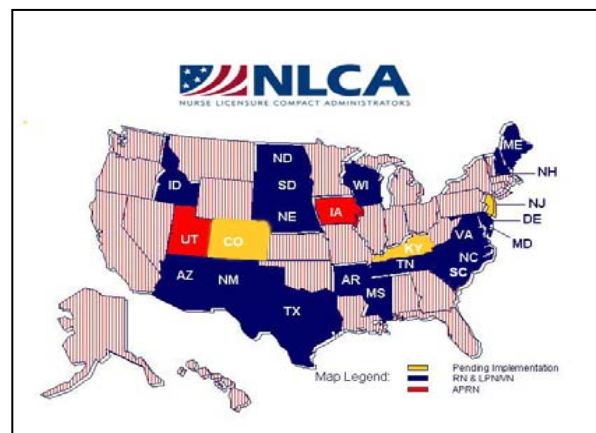 NLCA
NURSE LICENSURE COMPACT ADMINISTRATORS
ME
ND
NH
ID
SD
WI
NJ
NE
IA
DE
UT
CO
KY
VA
MD
TN
NC
AZ
NM
AR
SC
MS
TX
Pending Implementation
Map Legend:
RN & LPN/VN
APRN